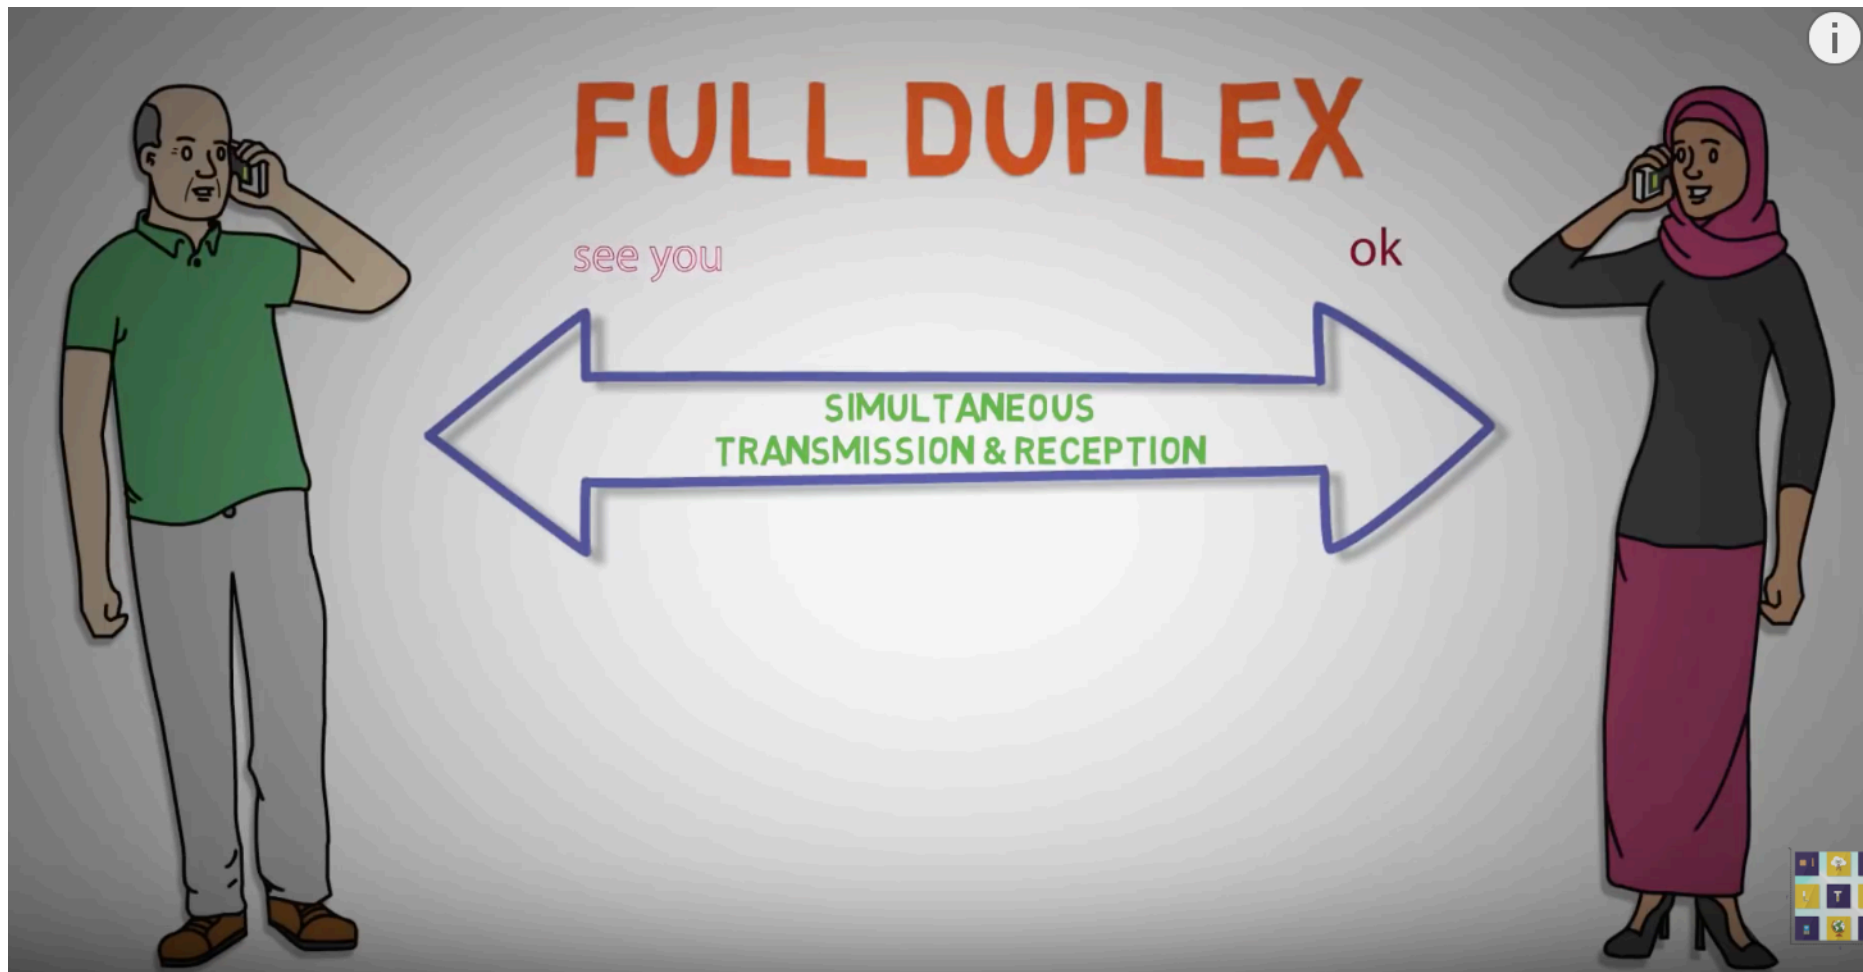 FULL DUPLEX
see you
ok
SIMULTANEOUS
TRANSMISSION & RECEPTION
i
T